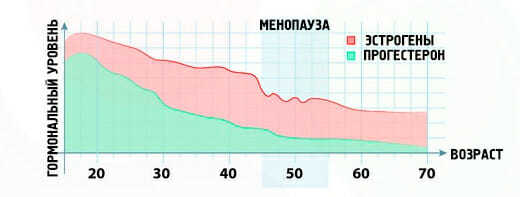 МЕНОПАУЗА
ЭСТРОГЕНЫ
ПРОГЕСТЕРОН
ГОРМОНАЛЬНЫЙ УРОВЕНЬ
20 30 40 50 60 70
ВОЗРАСТ